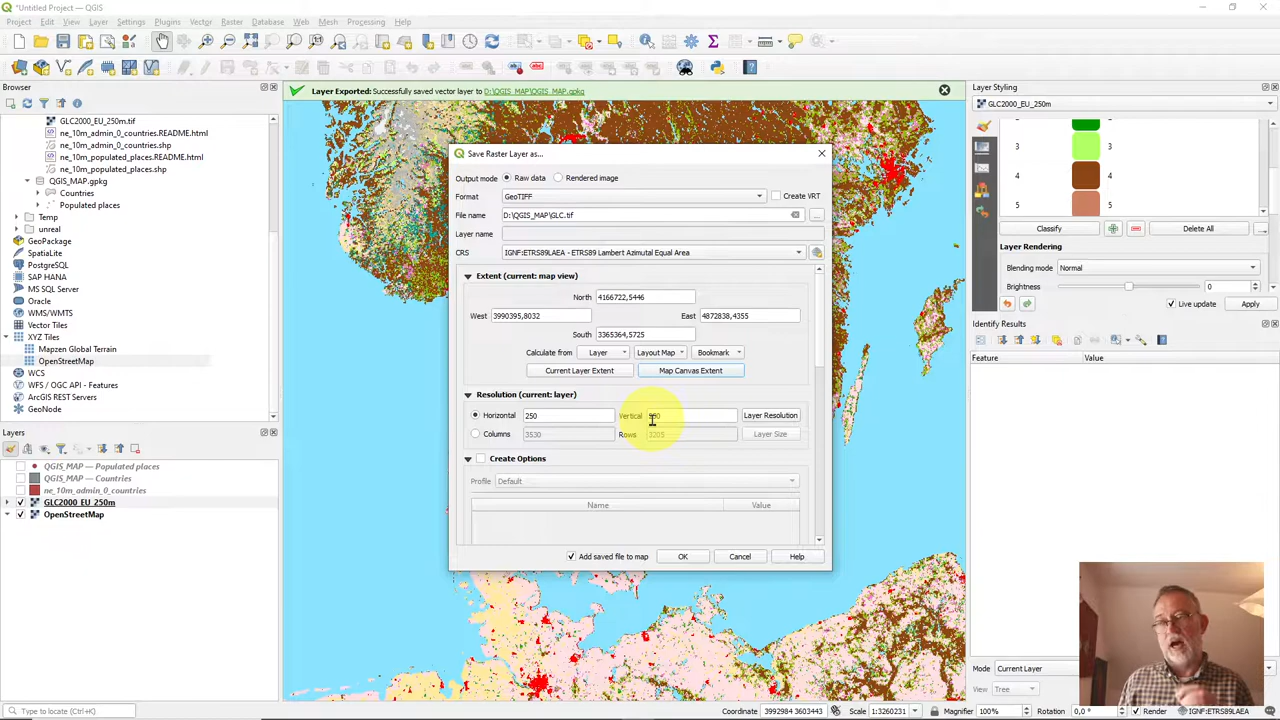 *Untitled Project — QGIS
Project Edit View Layer Settings Plugins Vector Raster Database Web Mesh Processing Help
Browser
GLC2000_EU_250m.tif
ne_10m_admin_0_countries.README.html
ne_10m_admin_0_countries.shp
ne_10m_populated_places.README.html
ne_10m_populated_places.shp
QGIS_MAP.gpkg
Countries
Populated places
Temp
unreal
GeoPackage
SpatiaLite
PostgreSQL
SAP HANA
MS SQL Server
Oracle
WMS/WMTS
Vector Tiles
XYZ Tiles
Mapzen Global Terrain
OpenStreetMap
WCS
WFS / OGC API - Features
ArcGIS REST Servers
GeoNode
Layers
QGIS_MAP — Populated places
QGIS_MAP — Countries
ne_10m_admin_0_countries
GLC2000_EU_250m
OpenStreetMap
Layer Exported: Successfully saved vector layer to D:\QGIS_MAP\QGIS_MAP.gpkg
Save Raster Layer as...
Output mode Raw data Rendered image
Format GeoTIFF Create VRT
File name D:\QGIS_MAP\GLC.tif ...
Layer name
CRS IGNF:ETRS89LAEA - ETRS89 Lambert Azimutal Equal Area
Extent (current: map view)
North 4166722,5446
West 3990395,8032 East 4872838,4355
South 3365364,5725
Calculate from Layer Layout Map Bookmark
Current Layer Extent Map Canvas Extent
Resolution (current: layer)
Horizontal 250 Vertical Layer Resolution
Columns 3530 Rows 3205 Layer Size
Create Options
Profile Default
Name Value
Add saved file to map OK Cancel Help
Layer Styling
GLC2000_EU_250m
3 3
4 4
5 5
Classify Delete All ...
Layer Rendering
Blending mode Normal
Brightness 0
Live update Apply
Identify Results
Feature Value
Mode Current Layer
View Tree
Type to locate (Ctrl+K) Coordinate 3992984 3603443 Scale 1:3260231 Magnifier 100% Rotation 0,0 ° Render IGNF:ETRS89LAEA